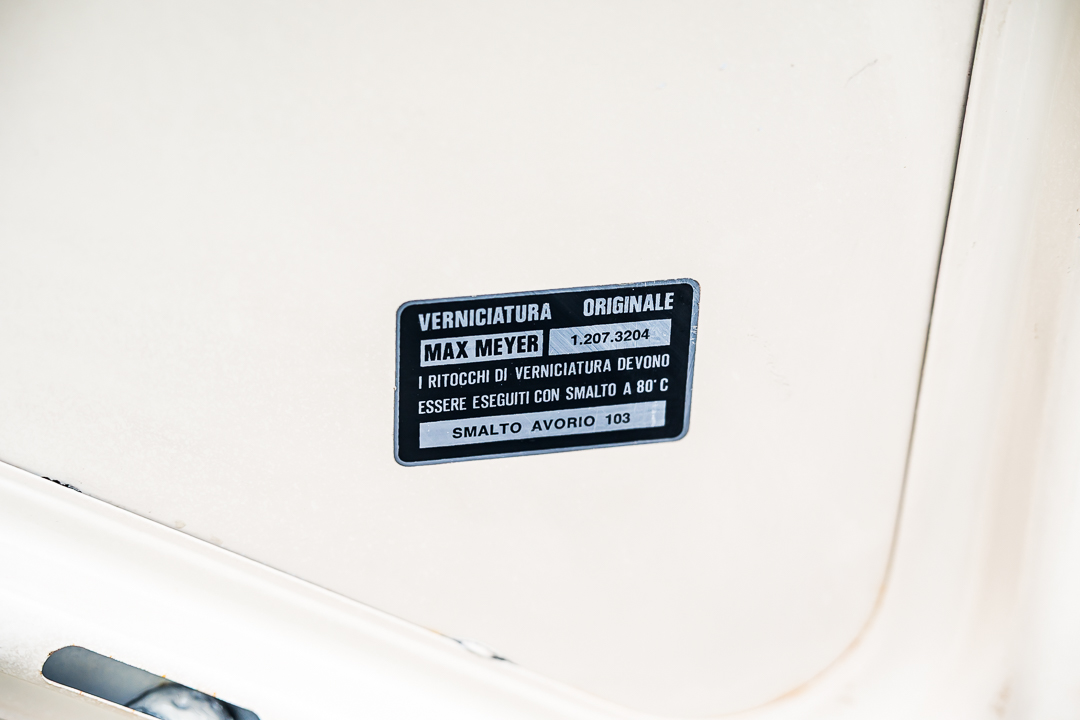 VERNICIATURA ORIGINALE
MAX MEYER 1.207.3204
I RITOCCHI DI VERNICIATURA DEVONO
ESSERE ESEGUITI CON SMALTO A 80°C
SMALTO AVORIO 103